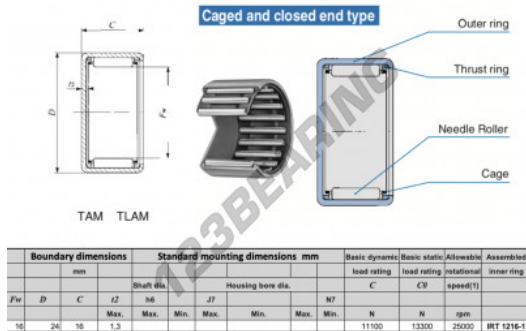 Caged and closed end type
C
t2
D
Fw
TAM TLAM
Outer ring
Thrust ring
Needle Roller
Cage
123BEARING
Boundary dimensions Standard mounting dimensions mm Basic dynamic Basic static Allowable Assembled
mm load rating load rating rotational inner ring
Shaft dia. Housing bore dia. C C0 speed(1)
Fw D C t2 h6 J7 N7
Max. Max. Min. Max. Min. Max. Min. N N rpm
16 24 16 1,3 11100 13300 25000 IRT 1216-1